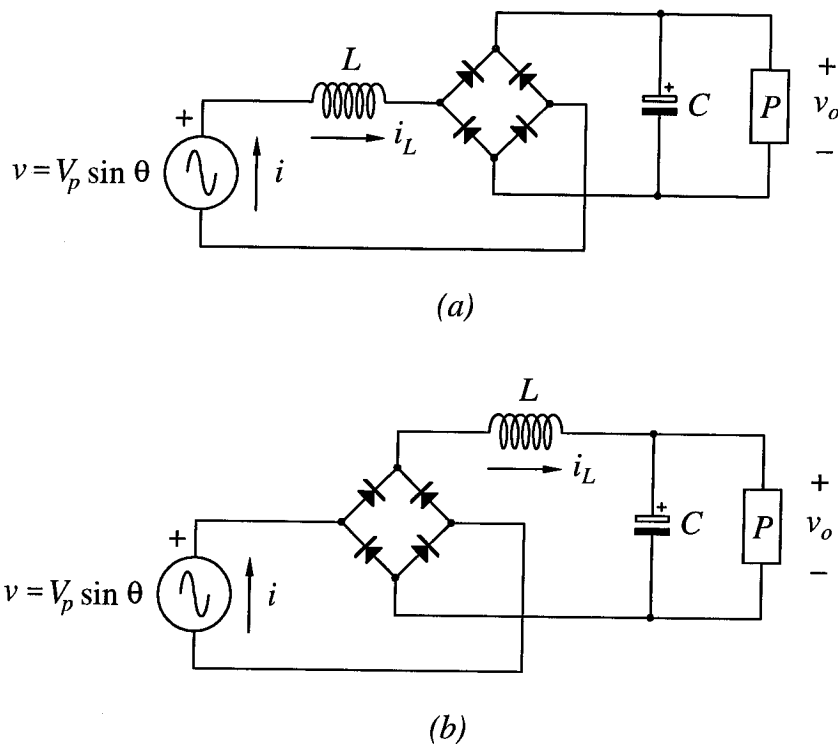 L
+
i_L
v = V_p sin θ
i
+
C
P
+
v_o
−
(a)
L
i_L
+
v = V_p sin θ
i
+
C
P
+
v_o
−
(b)